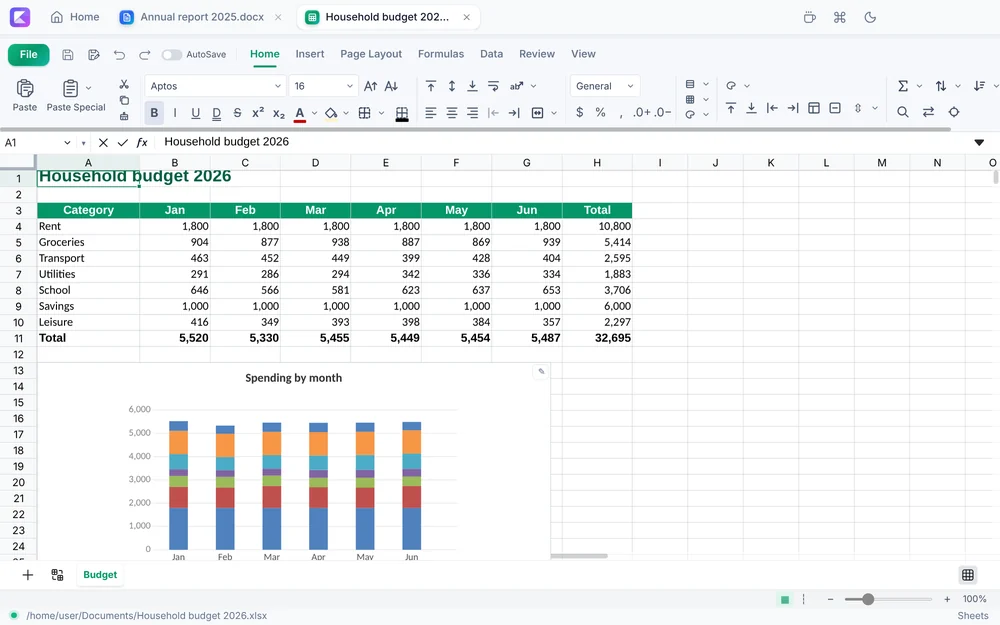 Home
Annual report 2025.docx
Household budget 202...
File
AutoSave
Home Insert Page Layout Formulas Data Review View
Paste
Paste Special
Aptos
16
General
A1
fx
Household budget 2026
A B C D E F G H I J K L M N O
1 Household budget 2026
2
3 Category Jan Feb Mar Apr May Jun Total
4 Rent 1,800 1,800 1,800 1,800 1,800 1,800 10,800
5 Groceries 904 877 938 887 869 939 5,414
6 Transport 463 452 449 399 428 404 2,595
7 Utilities 291 286 294 342 336 334 1,883
8 School 646 566 581 623 637 653 3,706
9 Savings 1,000 1,000 1,000 1,000 1,000 1,000 6,000
10 Leisure 416 349 393 398 384 357 2,297
11 Total 5,520 5,330 5,455 5,449 5,454 5,487 32,695
12
13
14
15
16
17
18
19
20
21
22
23
24
Spending by month
6,000
5,000
4,000
3,000
2,000
1,000
0
Jan Feb Mar Apr May Jun
Budget
100%
/home/user/Documents/Household budget 2026.xlsx
Sheets